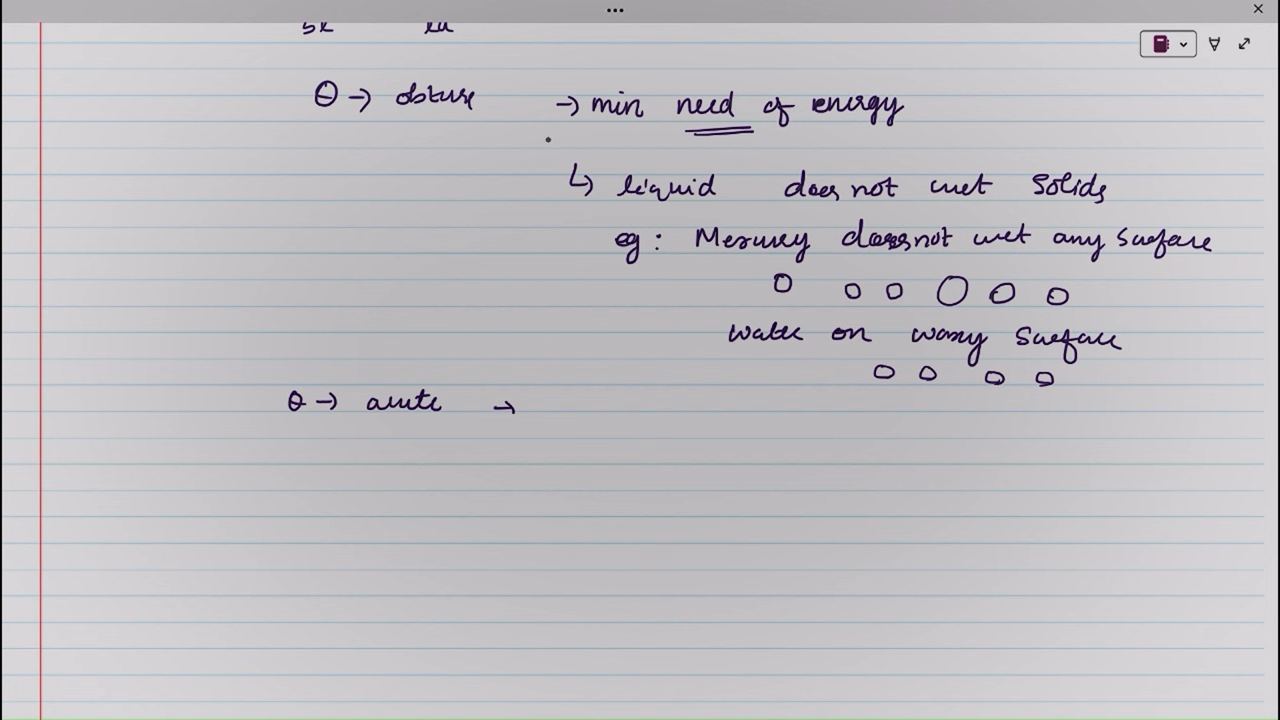 θ → obtuse → min need of energy
↳ liquid does not wet solids
eg : Mercury does not wet any surface
water on waxy surface
θ → acute →